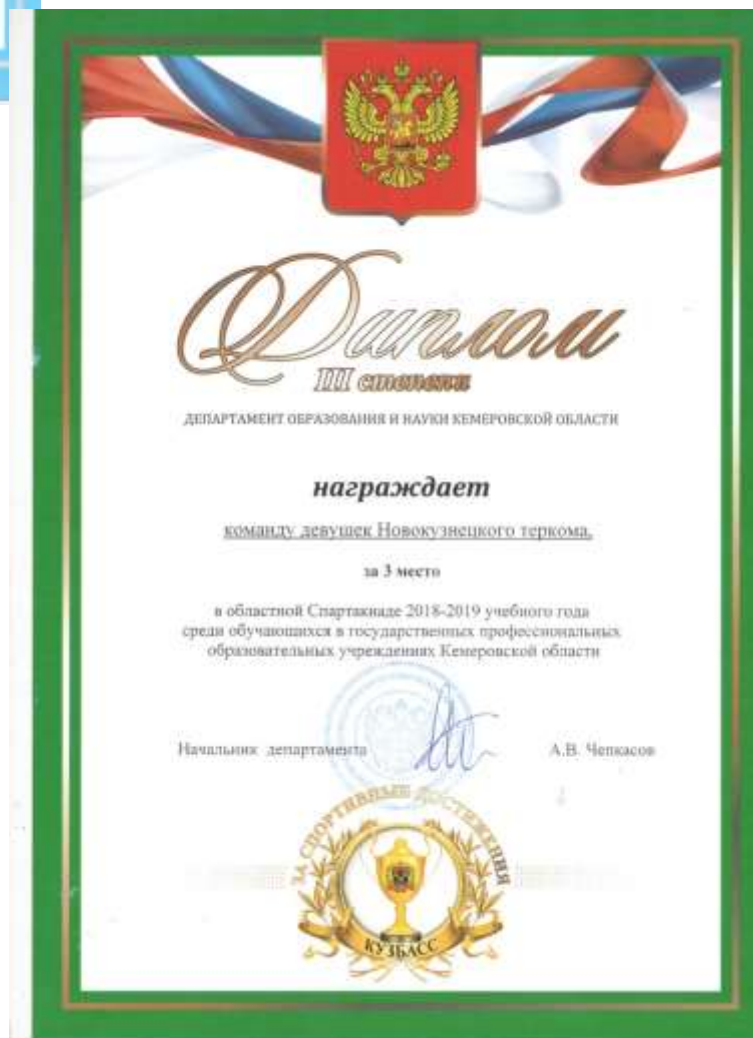 Диплом
III степени
ДЕПАРТАМЕНТ ОБРАЗОВАНИЯ И НАУКИ КЕМЕРОВСКОЙ ОБЛАСТИ
награждает
команду девушек Новокузнецкого теркома,
за 3 место
в областной Спартакиаде 2018-2019 учебного года
среди обучающихся в государственных профессиональных
образовательных учреждениях Кемеровской области
Начальник департамента А.В. Чепкасов
ЗА СПОРТИВНЫЕ ДОСТИЖЕНИЯ
КУЗБАСС